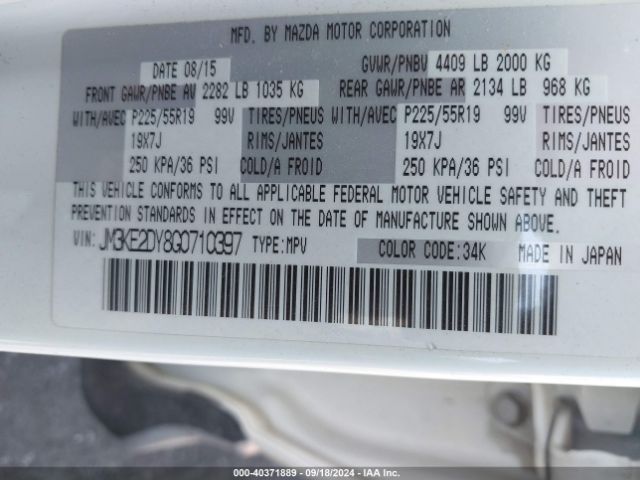 MFD. BY MAZDA MOTOR CORPORATION
DATE 08/15 GVWR/PNBV 4409 LB 2000 KG
FRONT GAWR/PNBE AV 2282 LB 1035 KG REAR GAWR/PNBE AR 2134 LB 968 KG
WITH/AVEC P225/55R19 99V TIRES/PNEUS WITH/AVEC P225/55R19 99V TIRES/PNEUS
19X7J RIMS/JANTES 19X7J RIMS/JANTES
250 KPA/36 PSI COLD/A FROID 250 KPA/36 PSI COLD/A FROID
THIS VEHICLE CONFORMS TO ALL APPLICABLE FEDERAL MOTOR VEHICLE SAFETY AND THEFT
PREVENTION STANDARDS IN EFFECT ON THE DATE OF MANUFACTURE SHOWN ABOVE.
VIN: JM3KE2DY8G0710397 TYPE:MPV COLOR CODE:34K MADE IN JAPAN
000-40371889 - 09/18/2024 - IAA Inc.